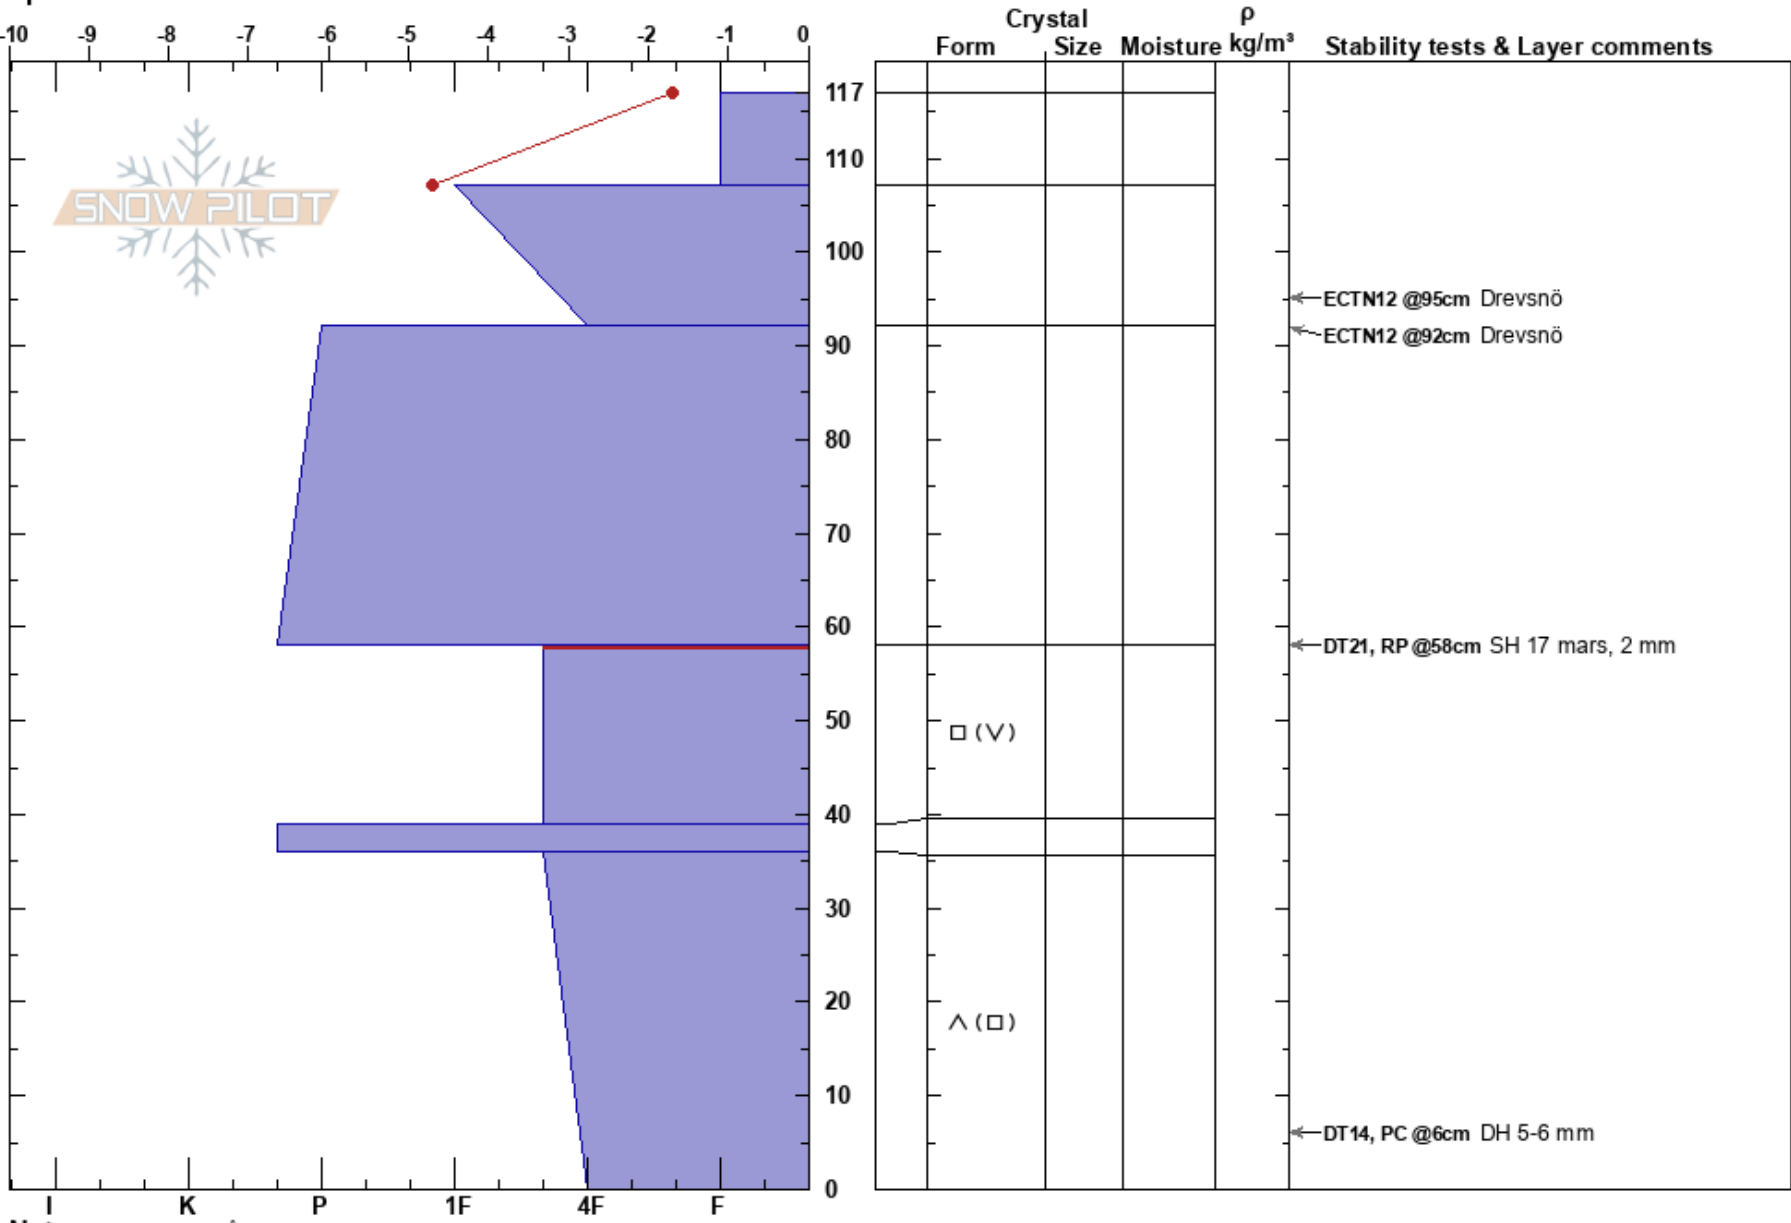 Crystal ρ
-10 -9 -8 -7 -6 -5 -4 -3 -2 -1 0
Form Size Moisture kg/m³ Stability tests & Layer comments
117
110
SNOW PILOT
100
ECTN12 @95cm Drevsnö
ECTN12 @92cm Drevsnö
90
80
70
60
DT21, RP @58cm SH 17 mars, 2 mm
50
□ (V)
40
30
20
Λ (□)
10
DT14, PC @6cm DH 5-6 mm
0
I K P 1F 4F F